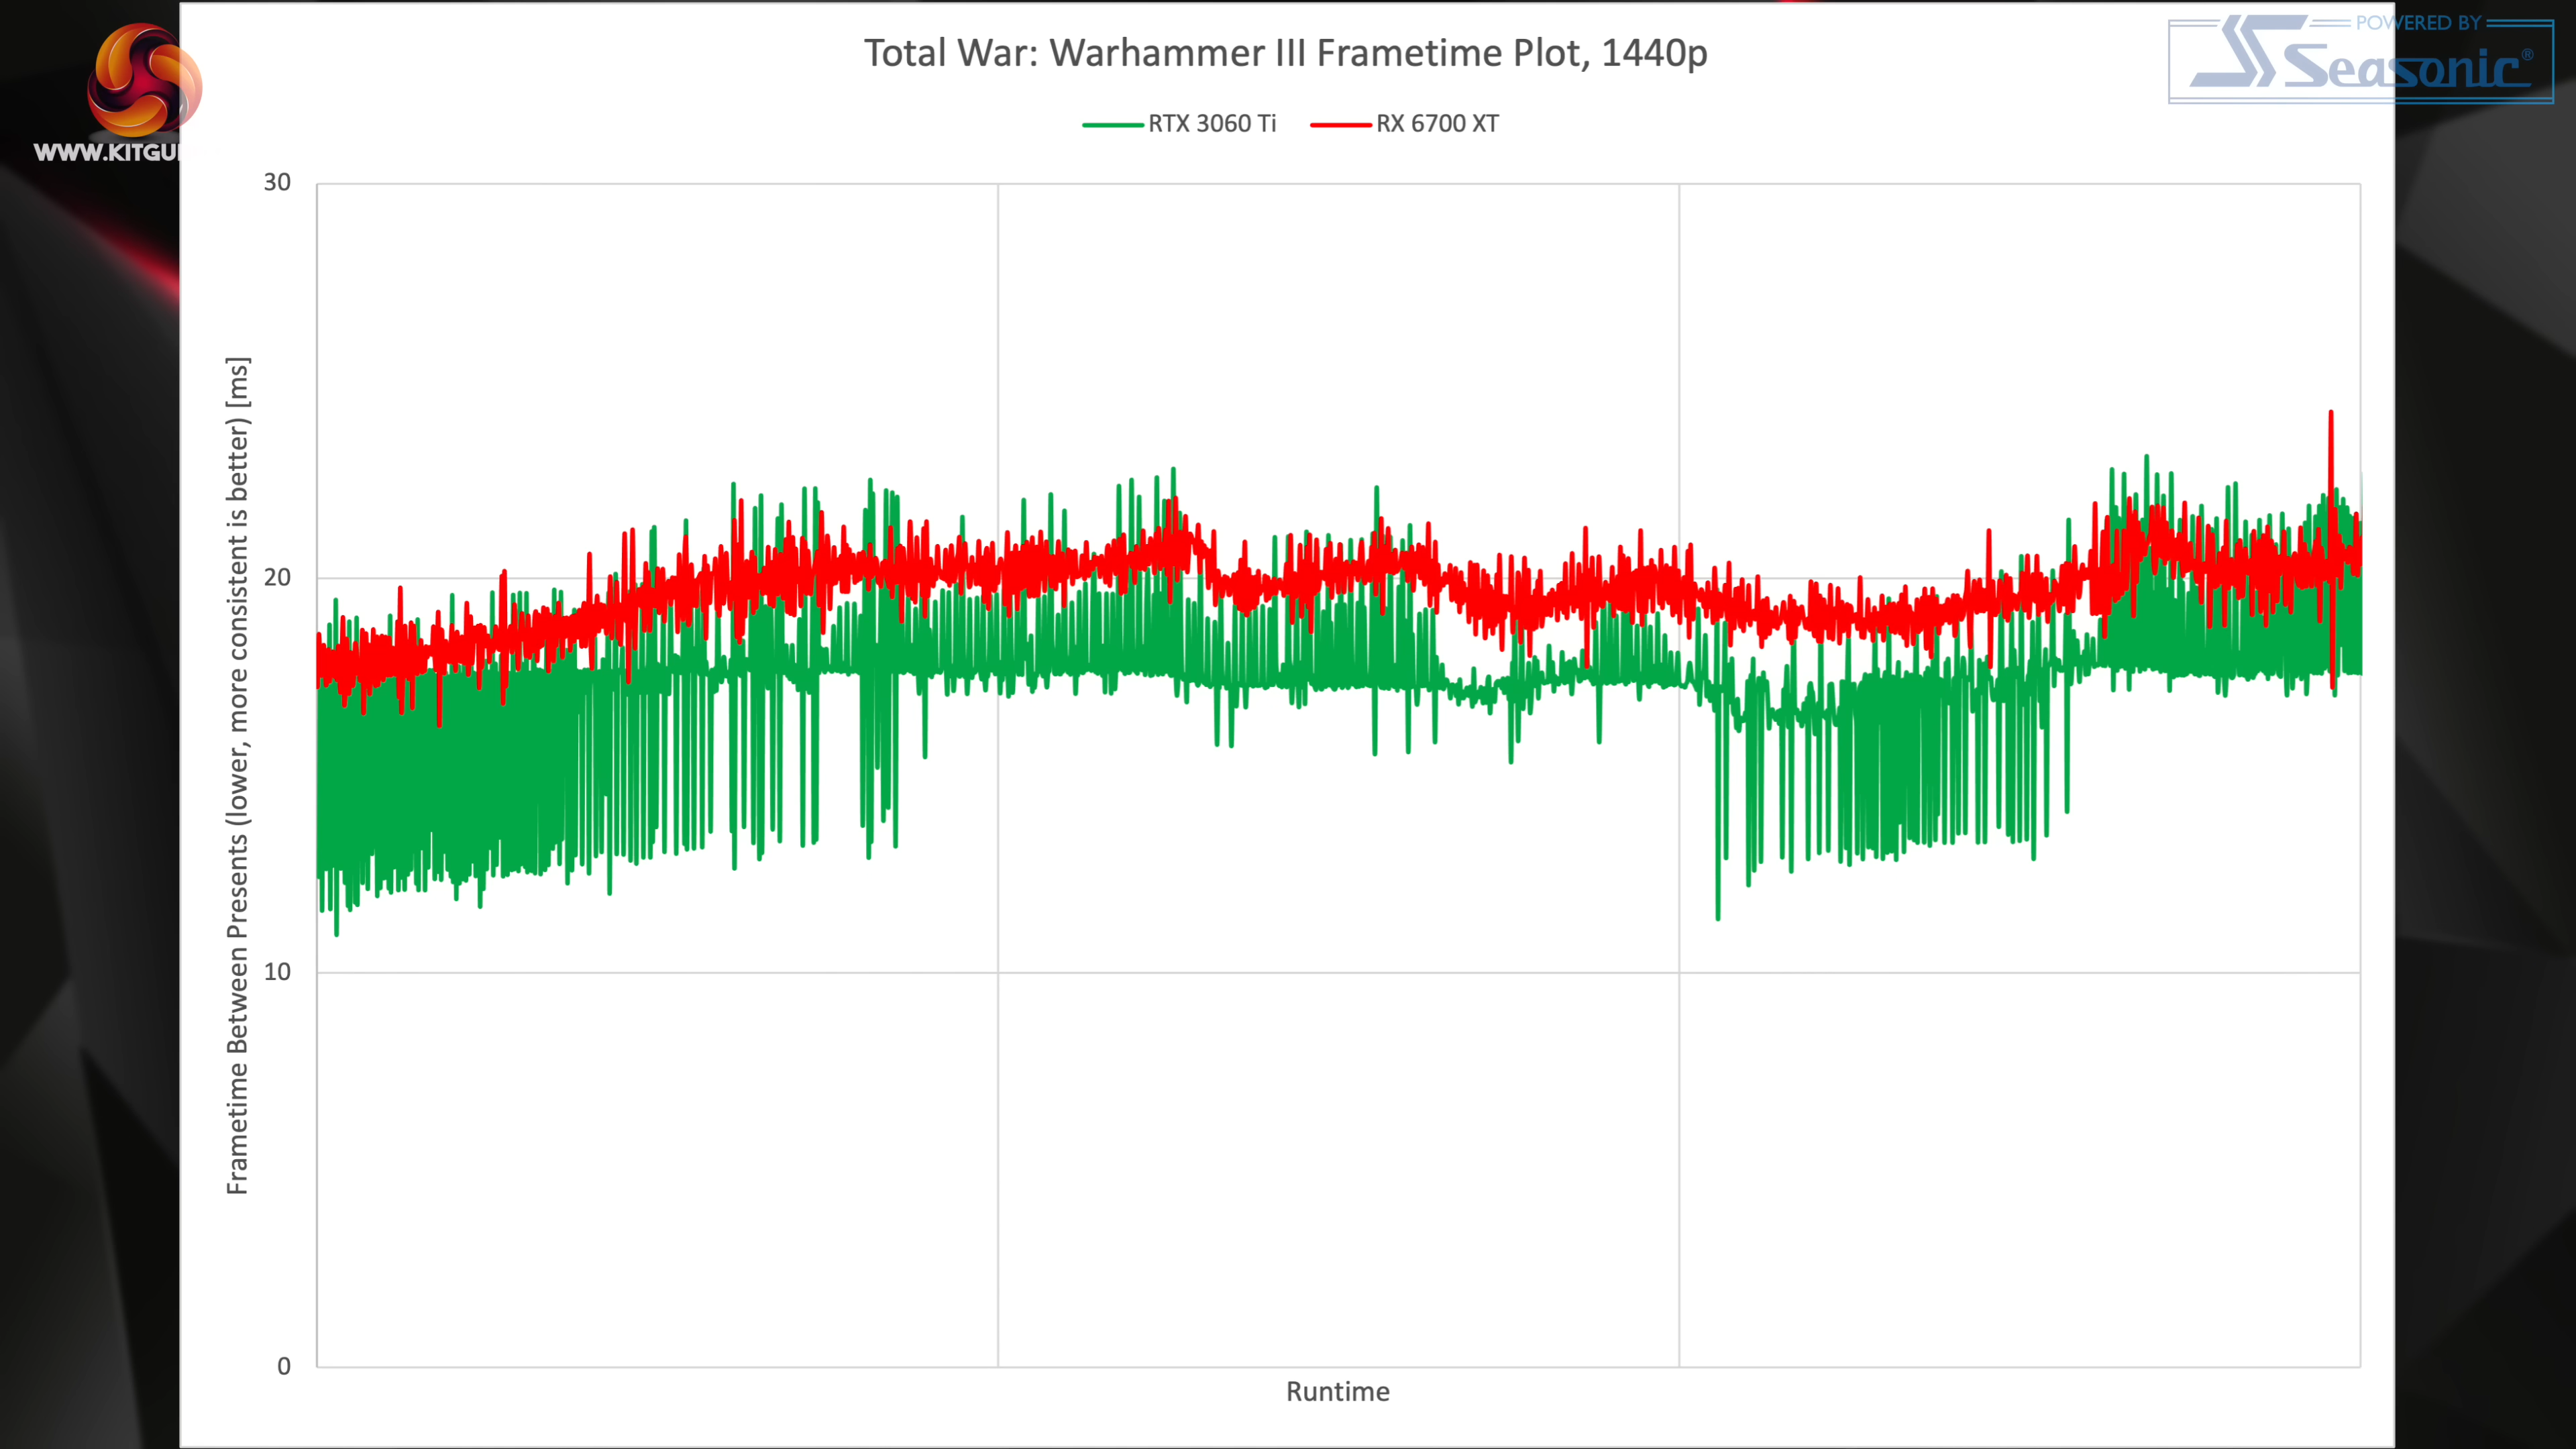 Total War: Warhammer III Frametime Plot, 1440p
POWERED BY
Seasonic®
WWW.KITGU
RTX 3060 Ti
RX 6700 XT
30
20
10
0
Frametime Between Presents (lower, more consistent is better) [ms]
Runtime